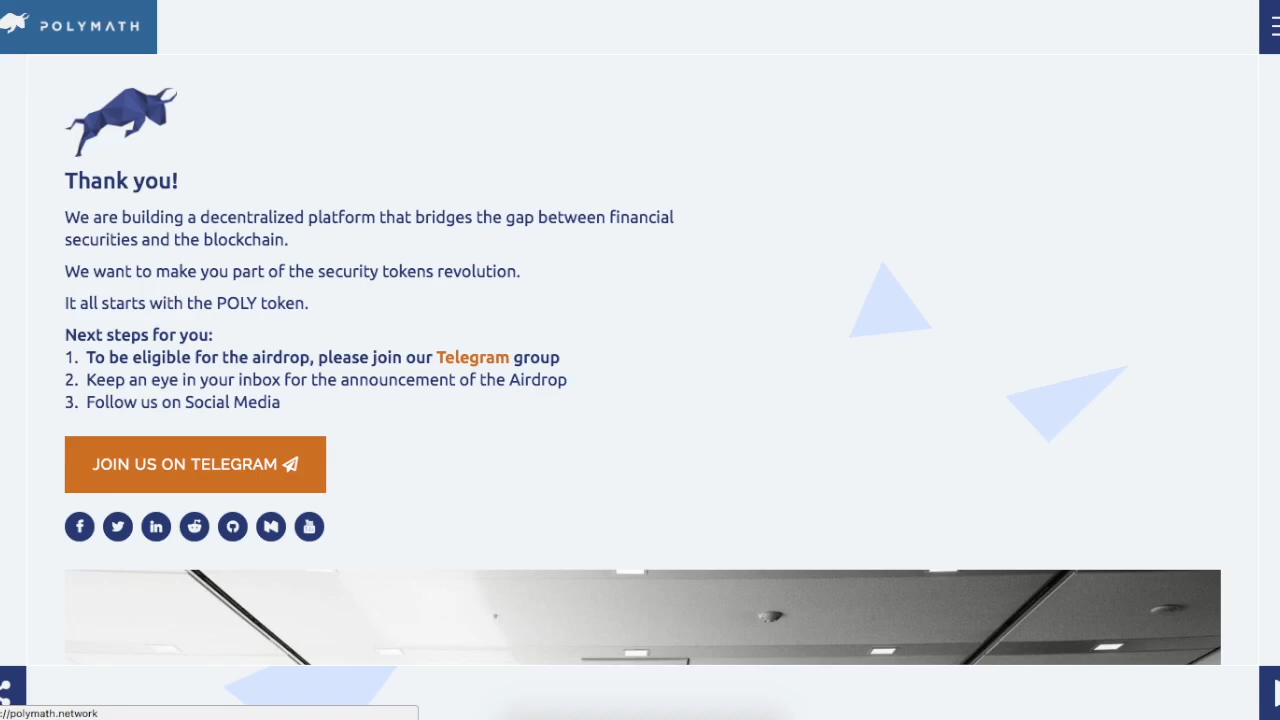 POLYMATH
Thank you!
We are building a decentralized platform that bridges the gap between financial
securities and the blockchain.
We want to make you part of the security tokens revolution.
It all starts with the POLY token.
Next steps for you:
1. To be eligible for the airdrop, please join our Telegram group
2. Keep an eye in your inbox for the announcement of the Airdrop
3. Follow us on Social Media
JOIN US ON TELEGRAM
://polymath.network